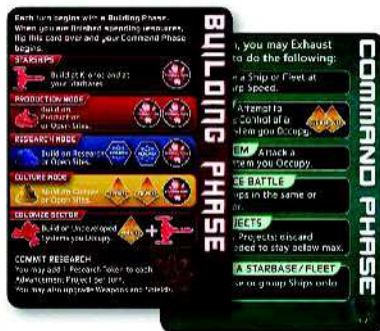 Each turn begins with a Building Phase.
When you are finished spending resources,
flip this card over and your Command Phase
begins.
STARSHIPS
Build at and at
your Starbases.
PRODUCTION NODE
Build on
Production
or Open Sites.
RESEARCH NODE
Build on Research
or Open Sites.
CULTURE NODE
Build on Culture
or Open Sites.
COLONIZE SECTOR
Build on Undeveloped
Systems you Occupy.
+
COMMIT RESEARCH
You may add 1 Research Token to each
Advancement Project per turn.
You may also upgrade Weapons and Shields.
BUILDING PHASE
, you may Exhaust
to do the following:
a Ship or Fleet at
rp Speed.
Attempt to
Control of a
stem you Occupy.
EM Attack a
stem you Occupy.
CE BATTLE
ips in the same or
or.
JECTS
Projects; discard
ded to stay below max.
A STARBASE/FLEET
se or group Ships onto
COMMAND PHASE